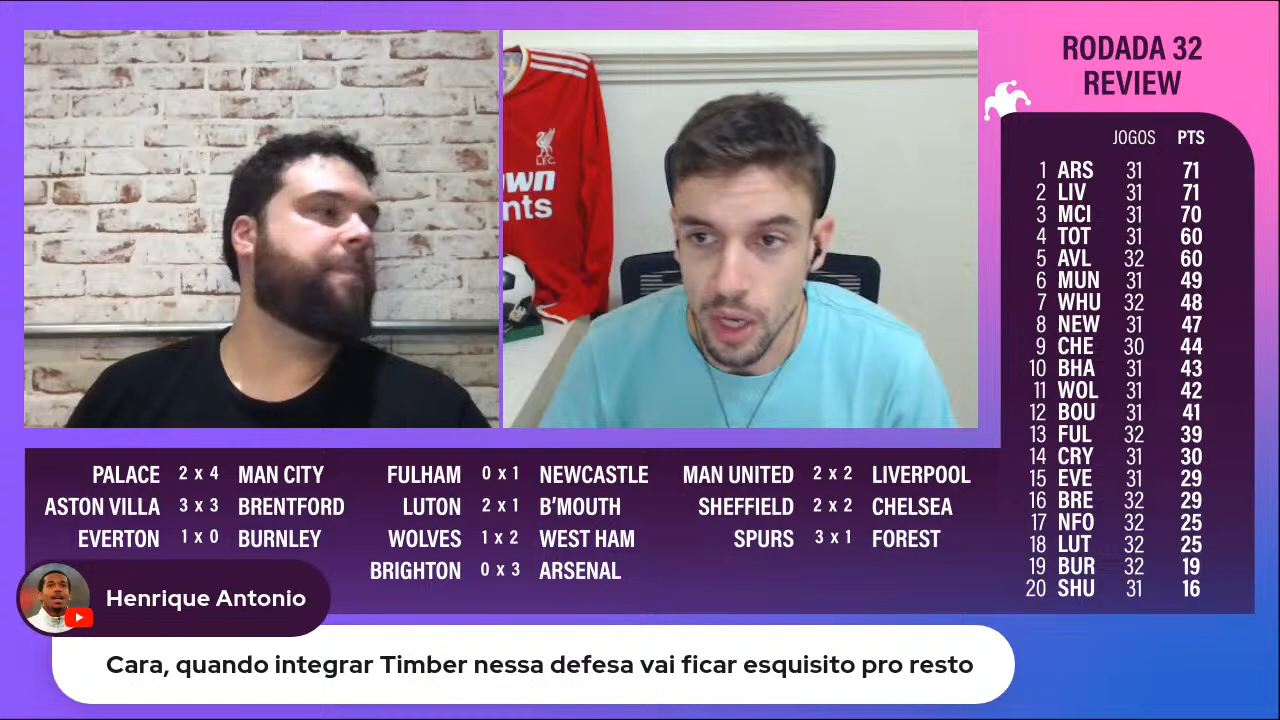 RODADA 32
REVIEW
JOGOS PTS
1 ARS 31 71
2 LIV 31 71
3 MCI 31 70
4 TOT 31 60
5 AVL 32 60
6 MUN 31 49
7 WHU 32 48
8 NEW 31 47
9 CHE 30 44
10 BHA 31 43
11 WOL 31 42
12 BOU 31 41
13 FUL 32 39
14 CRY 31 30
15 EVE 31 29
16 BRE 32 29
17 NFO 32 25
18 LUT 32 25
19 BUR 32 19
20 SHU 31 16
L.F.C.
wn
nts
PALACE 2 x 4 MAN CITY FULHAM 0 x 1 NEWCASTLE MAN UNITED 2 x 2 LIVERPOOL
ASTON VILLA 3 x 3 BRENTFORD LUTON 2 x 1 B'MOUTH SHEFFIELD 2 x 2 CHELSEA
EVERTON 1 x 0 BURNLEY WOLVES 1 x 2 WEST HAM SPURS 3 x 1 FOREST
BRIGHTON 0 x 3 ARSENAL
Henrique Antonio
Cara, quando integrar Timber nessa defesa vai ficar esquisito pro resto